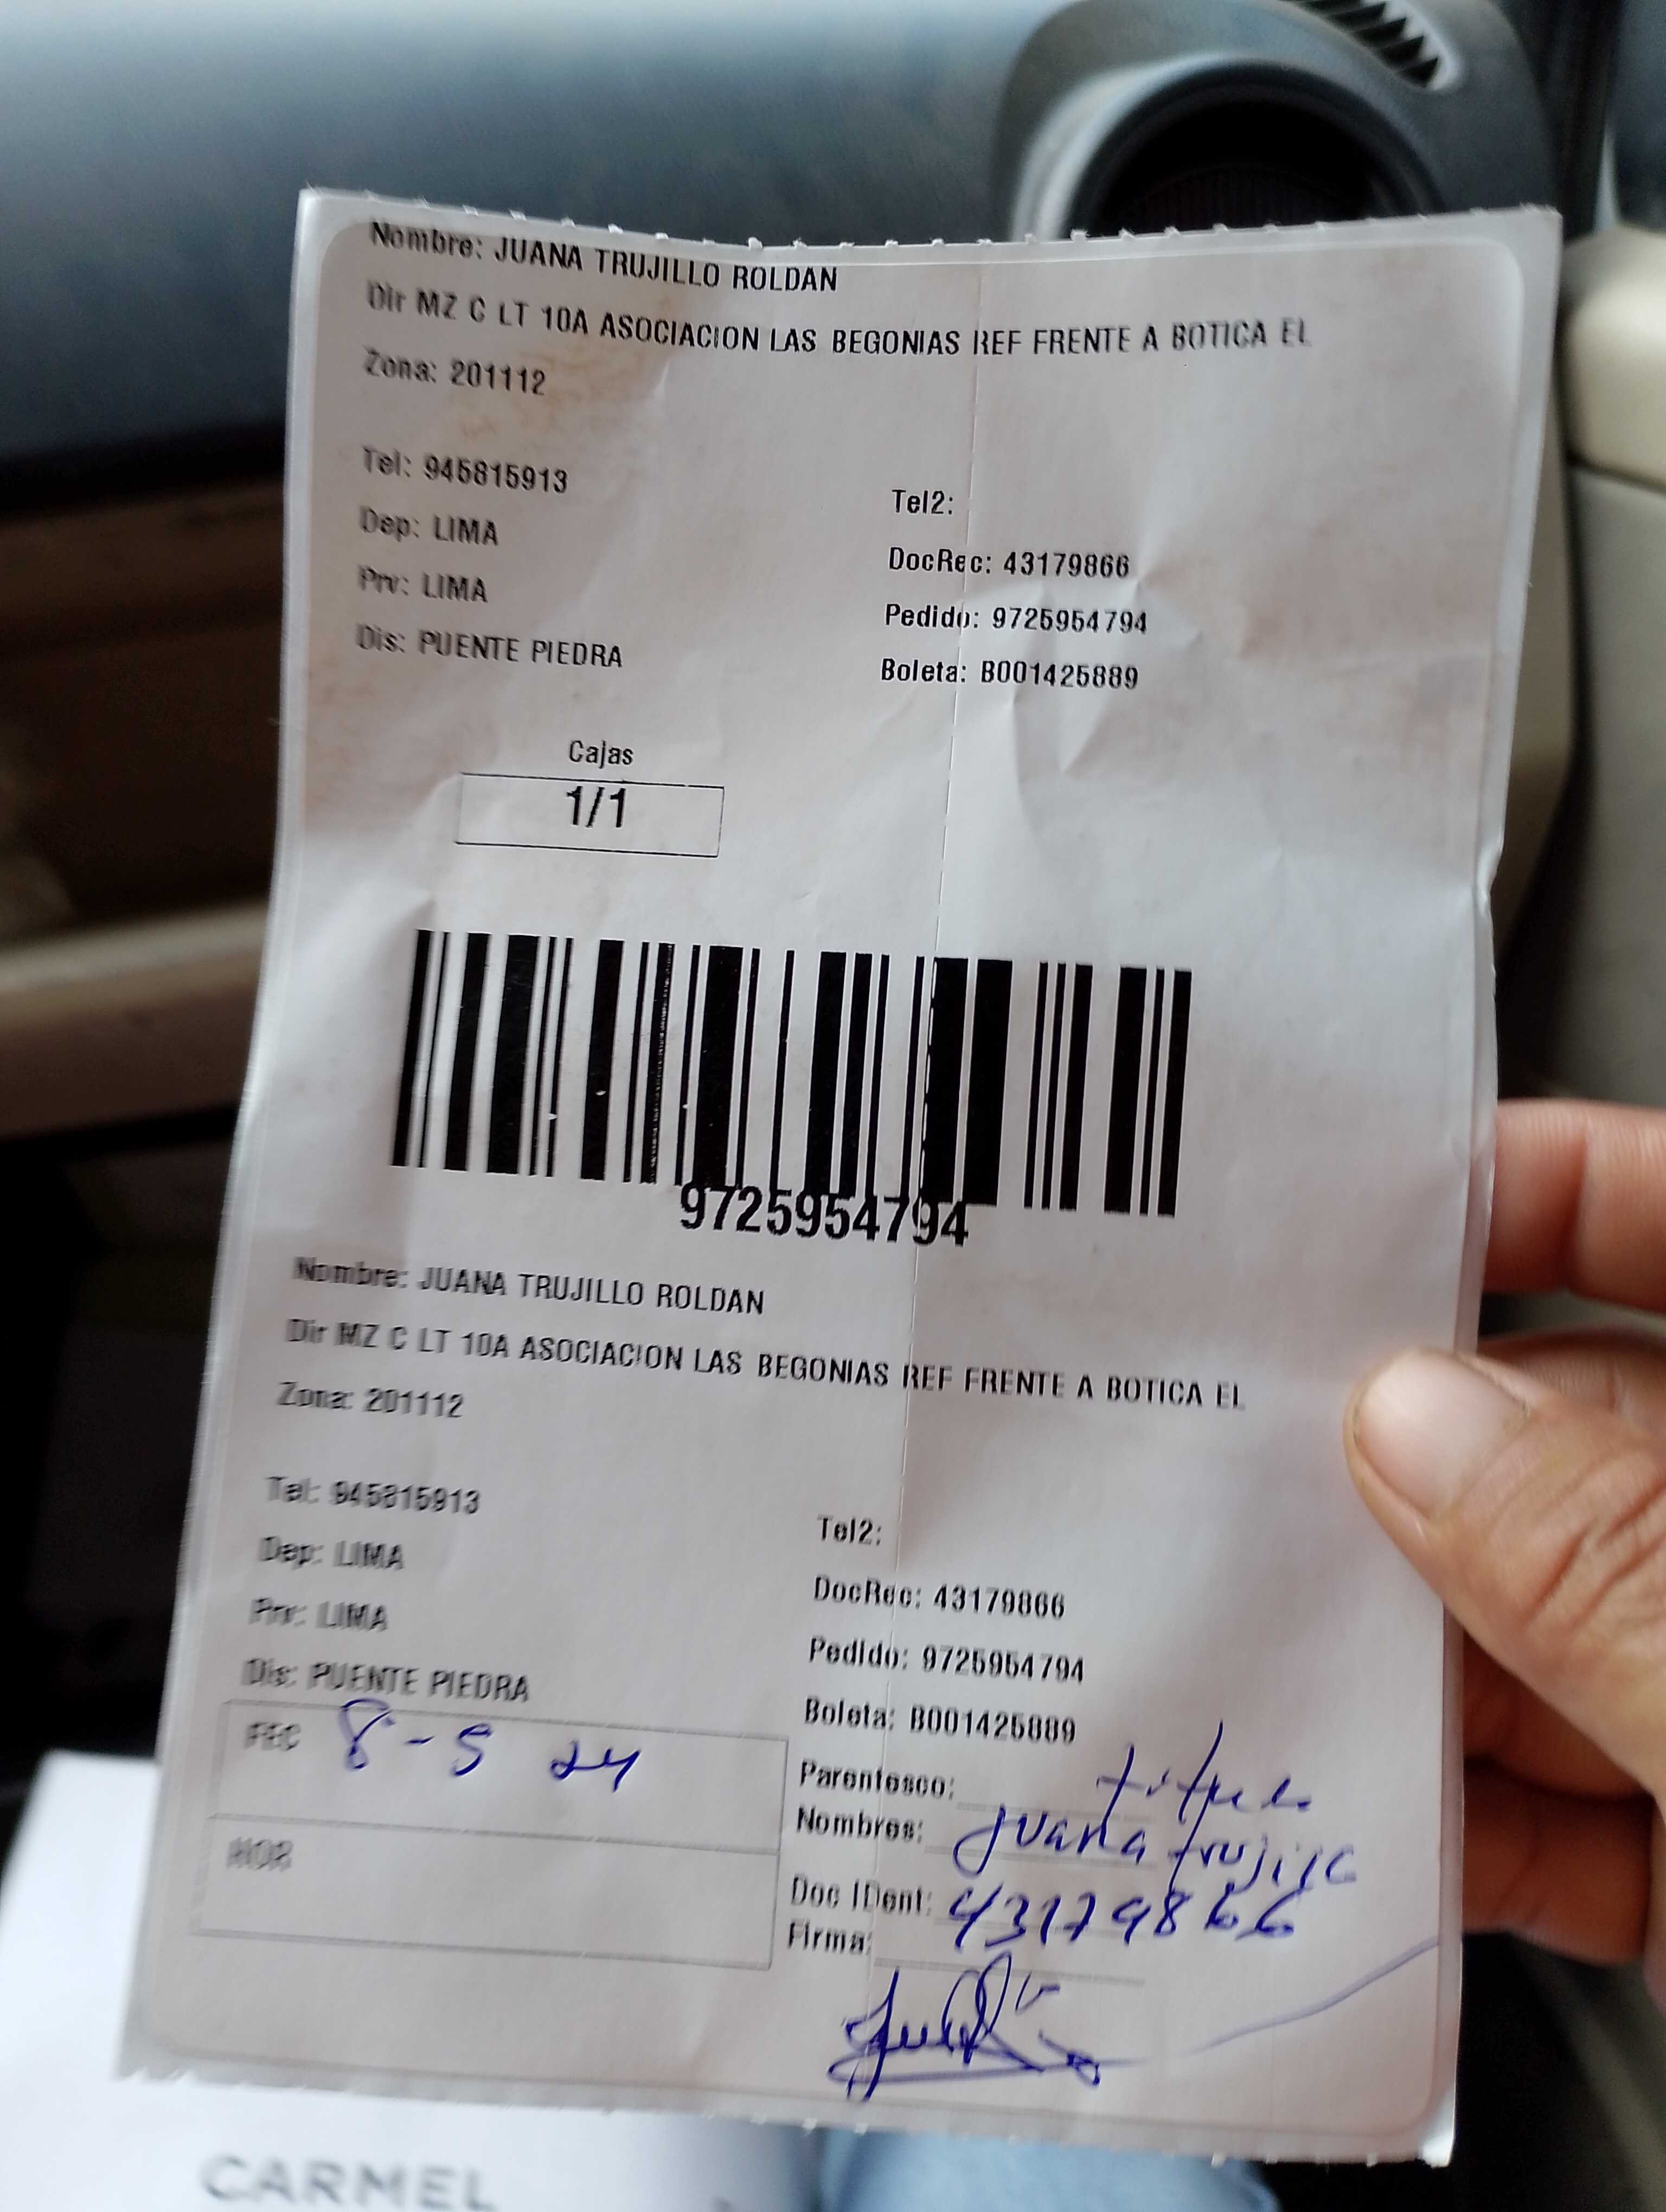 Nombre: JUANA TRUJILLO ROLDAN
Dir MZ C LT 10A ASOCIACION LAS BEGONIAS REF FRENTE A BOTICA EL
Zona: 201112
Tel: 945815913
Tel2:
Dep: LIMA
DocRec: 43179866
Prv: LIMA
Pedido: 9725954794
Dis: PUENTE PIEDRA
Boleta: B001425889
Cajas
1/1
9725954794
Nombre: JUANA TRUJILLO ROLDAN
Dir MZ C LT 10A ASOCIACION LAS BEGONIAS REF FRENTE A BOTICA EL
Zona: 201112
Tel: 945815913
Tel2:
Dep: LIMA
DocRec: 43179866
Prv: LIMA
Pedido: 9725954794
Dis: PUENTE PIEDRA
Boleta: B001425889
FEC 8-5 24
Parentesco:
Nombres: Juana Trujillo
HOR
Doc IDent: 43179866
Firma:
CARMEL